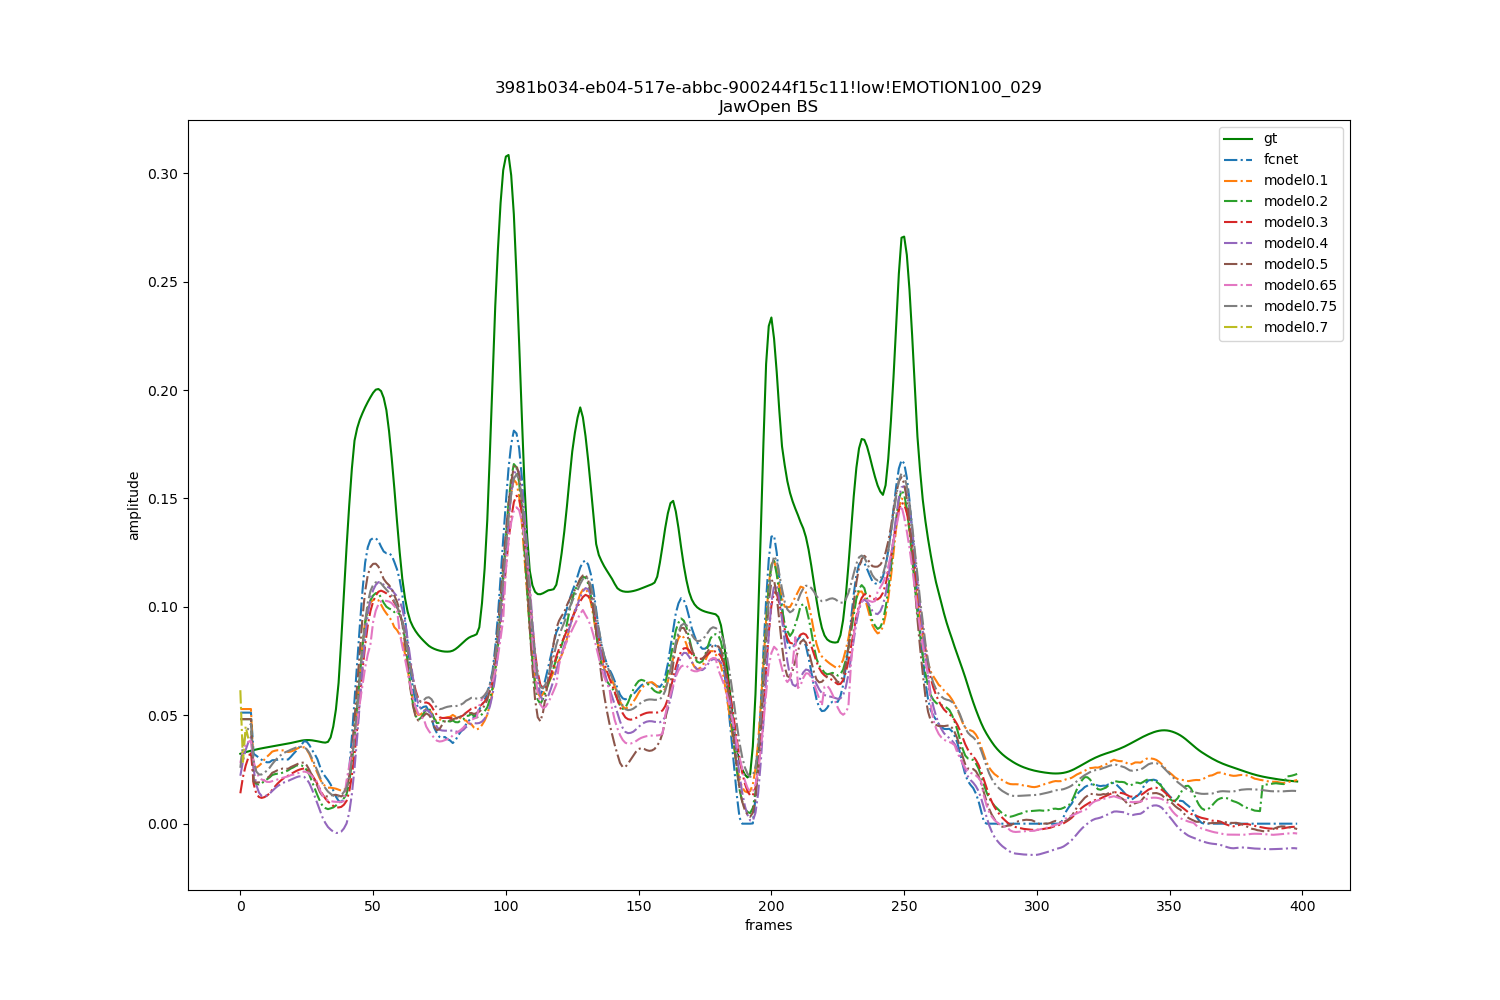 3981b034-eb04-517e-abbc-900244f15c11!low!EMOTION100_029
JawOpen BS
gt
fcnet
model0.1
model0.2
model0.3
model0.4
model0.5
model0.65
model0.75
model0.7
0.30
0.25
0.20
0.15
0.10
0.05
0.00
amplitude
0 50 100 150 200 250 300 350 400
frames